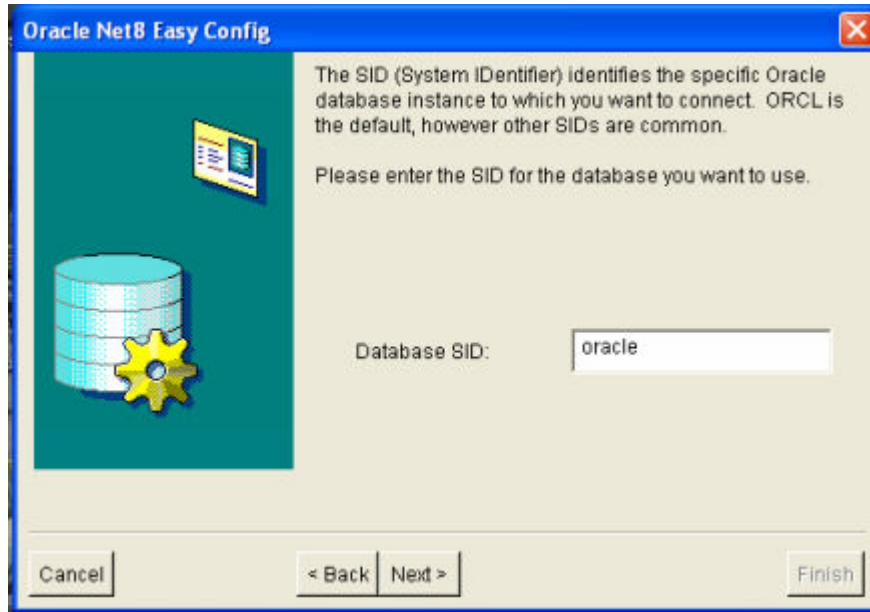 Oracle Net8 Easy Config
The SID (System IDentifier) identifies the specific Oracle
database instance to which you want to connect. ORCL is
the default, however other SIDs are common.
Please enter the SID for the database you want to use.
Database SID: oracle
Cancel < Back Next > Finish